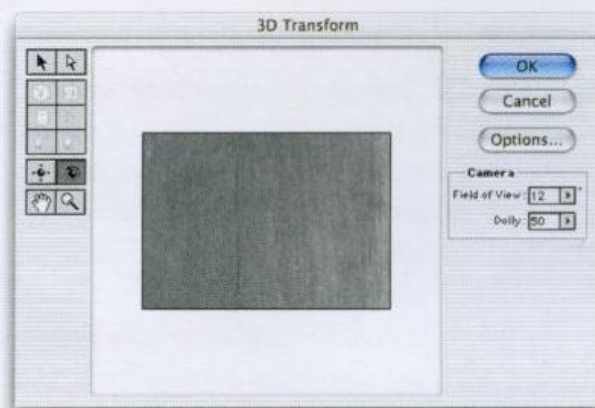 3D Transform
OK
Cancel
Options...
Camera
Field of View: 12 °
Dolly: 50